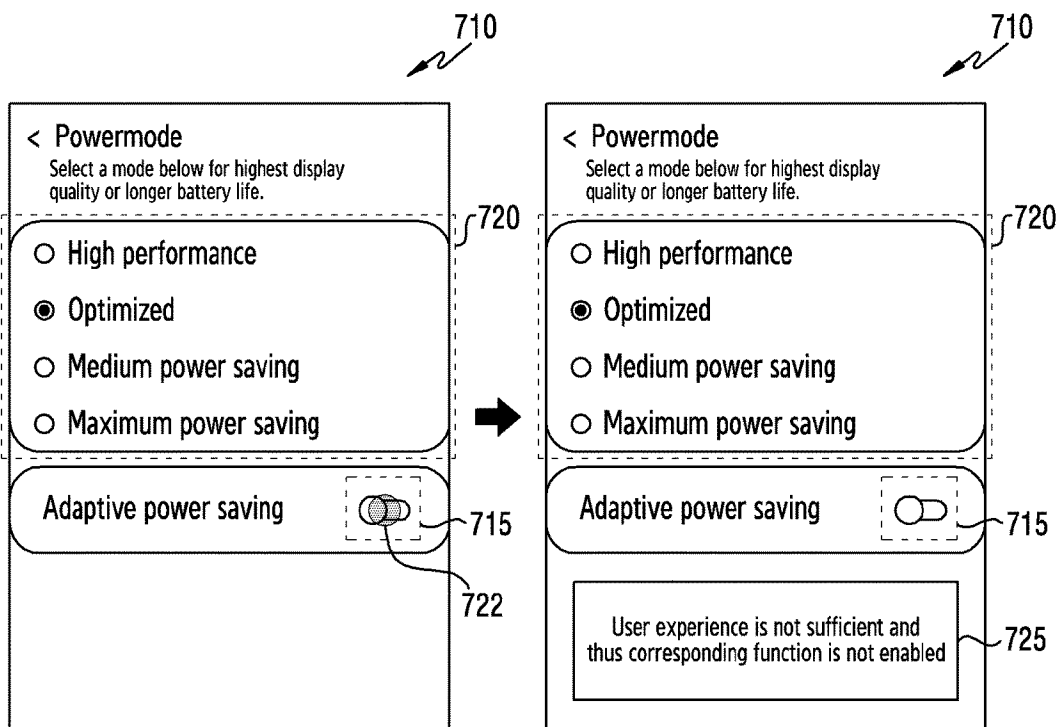 710
< Powermode
Select a mode below for highest display
quality or longer battery life.
720
High performance
Optimized
Medium power saving
Maximum power saving
Adaptive power saving
715
722
710
< Powermode
Select a mode below for highest display
quality or longer battery life.
720
High performance
Optimized
Medium power saving
Maximum power saving
Adaptive power saving
715
User experience is not sufficient and
thus corresponding function is not enabled
725